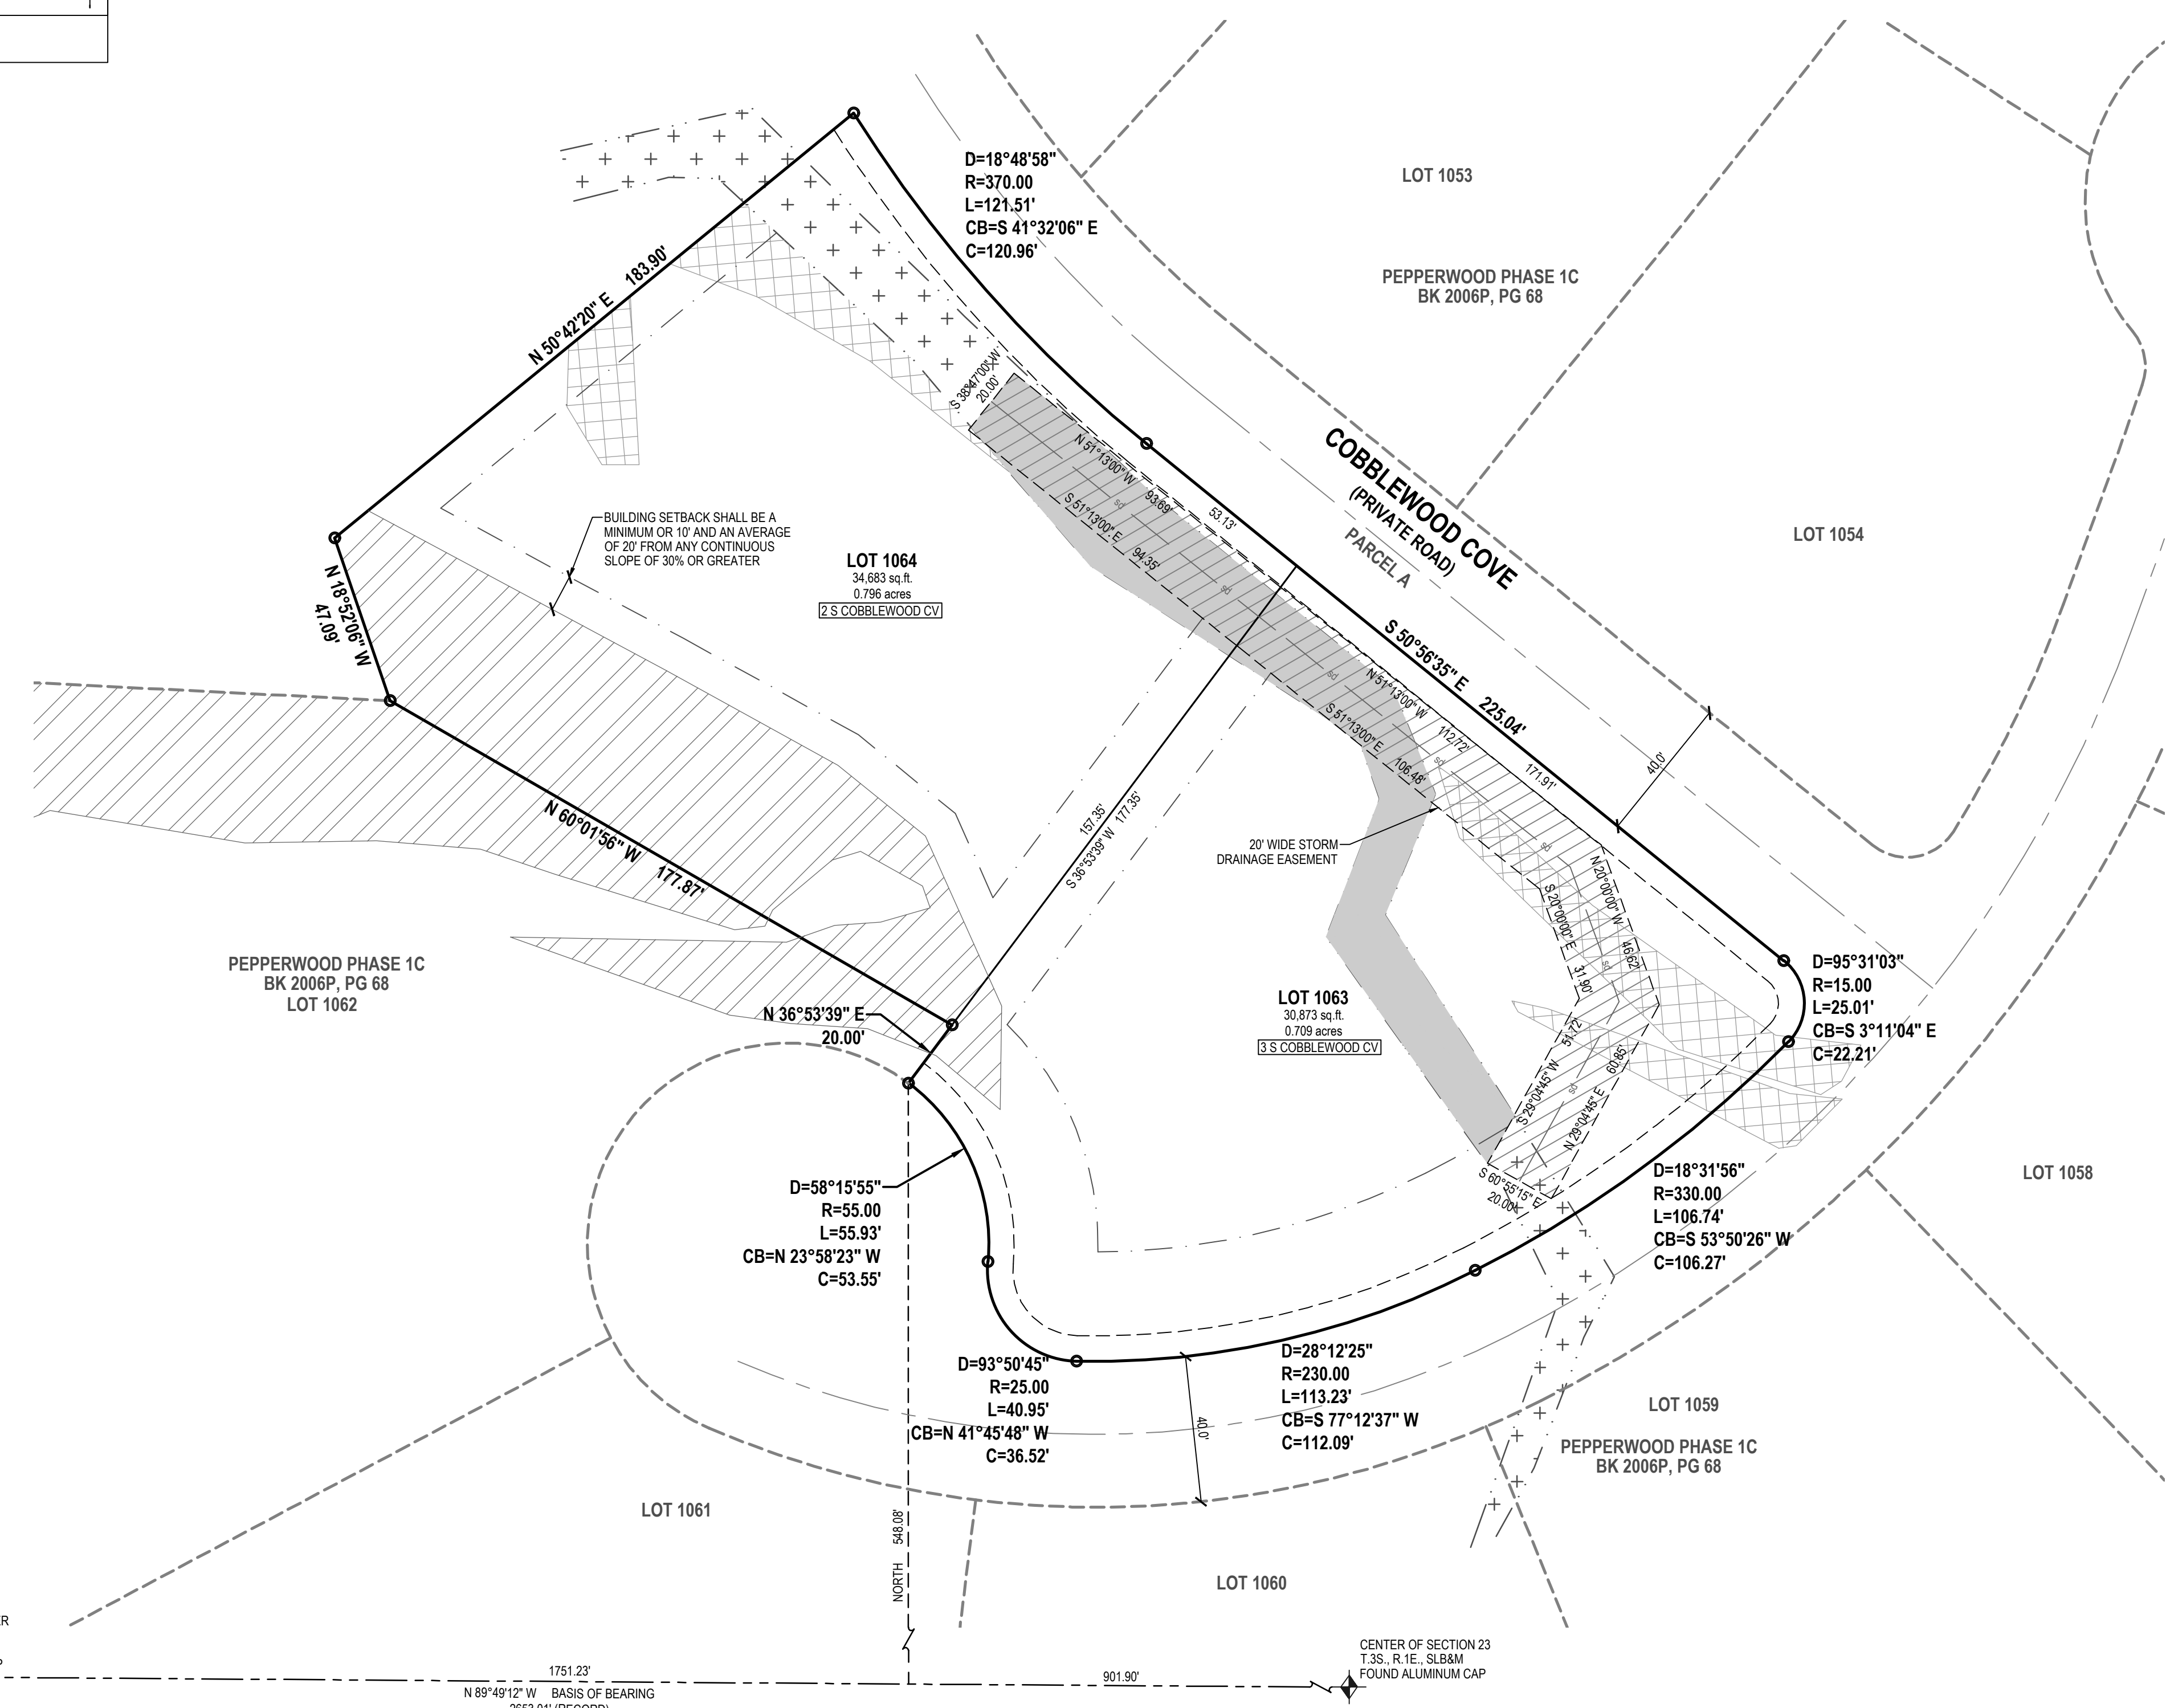 D=18°48'58"
R=370.00
L=121.51'
CB=S 41°32'06" E
C=120.96'
LOT 1053
PEPPERWOOD PHASE 1C
BK 2006P, PG 68
N 50°42'20" E 183.90'
S 38°47'00" W
20.00'
COBBLEWOOD COVE
(PRIVATE ROAD)
PARCEL A
LOT 1054
N 51°13'00" W 93.69'
53.13'
S 51°13'00" E 94.35'
sd
sd
sd
sd
sd
sd
sd
BUILDING SETBACK SHALL BE A
MINIMUM OR 10' AND AN AVERAGE
OF 20' FROM ANY CONTINUOUS
SLOPE OF 30% OR GREATER
LOT 1064
34,683 sq.ft.
0.796 acres
2 S COBBLEWOOD CV
N 18°52'06" W
47.09'
S 50°56'35" E 225.04'
N 51°13'00" W 112.72'
S 51°13'00" E 106.48'
171.91'
40.0'
N 60°01'56" W 177.87'
157.35'
S 36°53'39" W 177.35'
20' WIDE STORM
DRAINAGE EASEMENT
N 20°00'00" W 46.62'
S 20°00'00" E 31.90'
PEPPERWOOD PHASE 1C
BK 2006P, PG 68
LOT 1062
N 36°53'39" E
20.00'
LOT 1063
30,873 sq.ft.
0.709 acres
3 S COBBLEWOOD CV
D=95°31'03"
R=15.00
L=25.01'
CB=S 3°11'04" E
C=22.21'
S 29°04'45" W 51.72'
N 29°04'45" E 60.85'
S 60°55'15" E
20.00'
D=58°15'55"
R=55.00
L=55.93'
CB=N 23°58'23" W
C=53.55'
D=18°31'56"
R=330.00
L=106.74'
CB=S 53°50'26" W
C=106.27'
LOT 1058
D=93°50'45"
R=25.00
L=40.95'
CB=N 41°45'48" W
C=36.52'
40.0'
D=28°12'25"
R=230.00
L=113.23'
CB=S 77°12'37" W
C=112.09'
LOT 1059
PEPPERWOOD PHASE 1C
BK 2006P, PG 68
LOT 1061
NORTH 548.08'
LOT 1060
CENTER OF SECTION 23
T.3S., R.1E., SLB&M
FOUND ALUMINUM CAP
1751.23'
901.90'
N 89°49'12" W BASIS OF BEARING
2653.01' (RECORD)